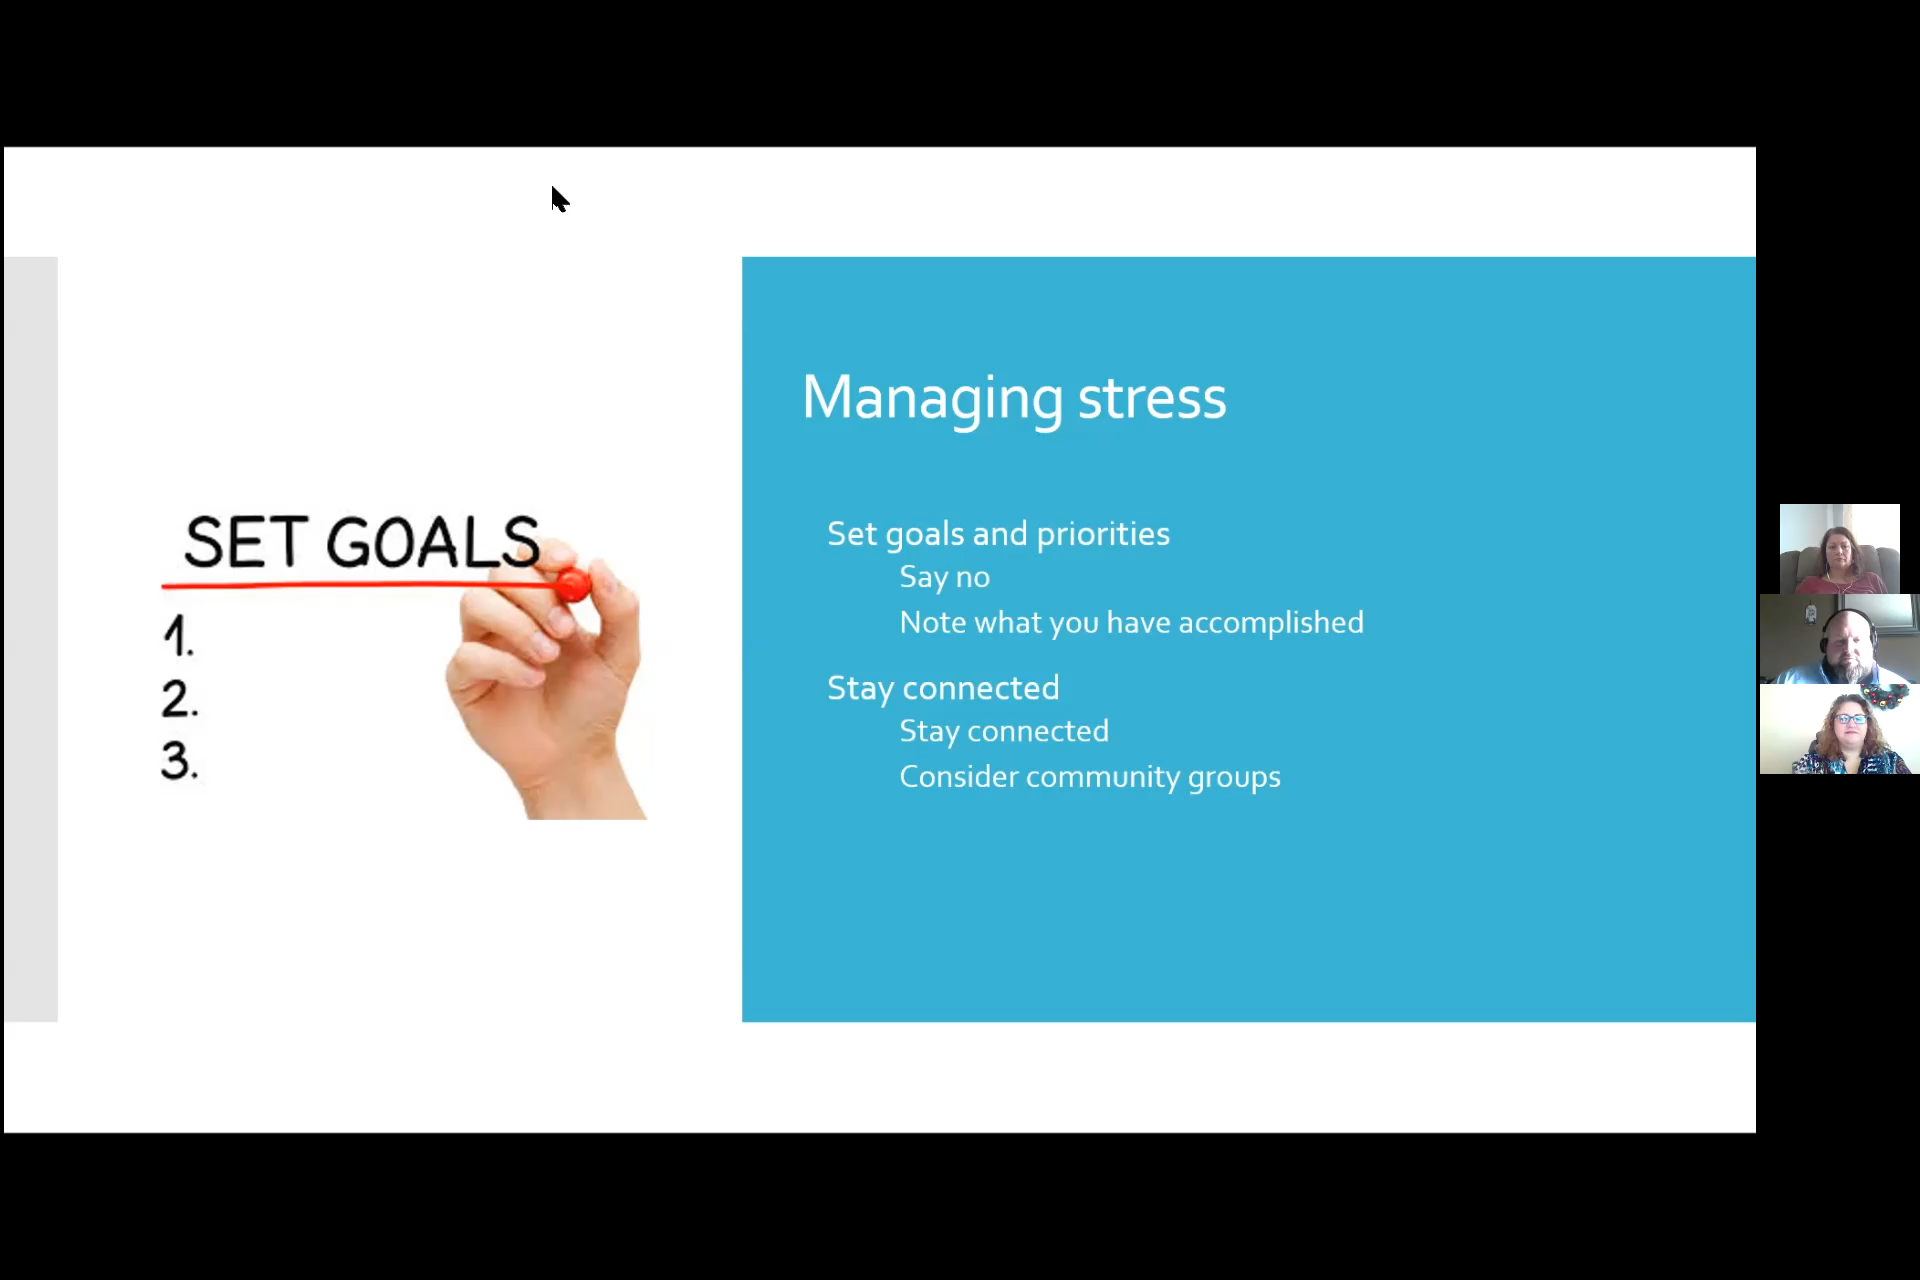 SET GOALS
1.
2.
3.
Managing stress
Set goals and priorities
Say no
Note what you have accomplished
Stay connected
Stay connected
Consider community groups